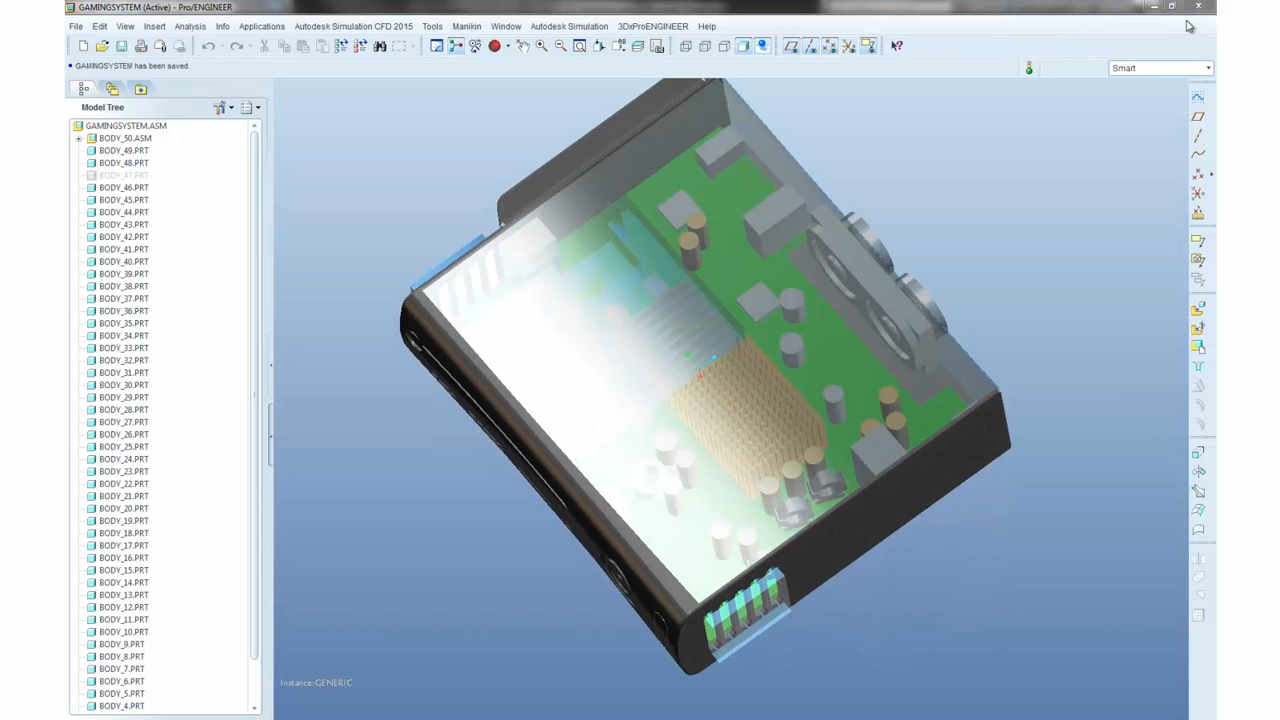 GAMINGSYSTEM (Active) - Pro/ENGINEER
File Edit View Insert Analysis Info Applications Autodesk Simulation CFD 2015 Tools Manikin Window Autodesk Simulation 3DxProENGINEER Help
GAMINGSYSTEM has been saved.
Smart
Model Tree
GAMINGSYSTEM.ASM
BODY_50.ASM
BODY_49.PRT
BODY_48.PRT
BODY_47.PRT
BODY_46.PRT
BODY_45.PRT
BODY_44.PRT
BODY_43.PRT
BODY_42.PRT
BODY_41.PRT
BODY_40.PRT
BODY_39.PRT
BODY_38.PRT
BODY_37.PRT
BODY_36.PRT
BODY_35.PRT
BODY_34.PRT
BODY_33.PRT
BODY_32.PRT
BODY_31.PRT
BODY_30.PRT
BODY_29.PRT
BODY_28.PRT
BODY_27.PRT
BODY_26.PRT
BODY_25.PRT
BODY_24.PRT
BODY_23.PRT
BODY_22.PRT
BODY_21.PRT
BODY_20.PRT
BODY_19.PRT
BODY_18.PRT
BODY_17.PRT
BODY_16.PRT
BODY_15.PRT
BODY_14.PRT
BODY_13.PRT
BODY_12.PRT
BODY_11.PRT
BODY_10.PRT
BODY_9.PRT
BODY_8.PRT
BODY_7.PRT
BODY_6.PRT
BODY_5.PRT
BODY_4.PRT
Instance:GENERIC